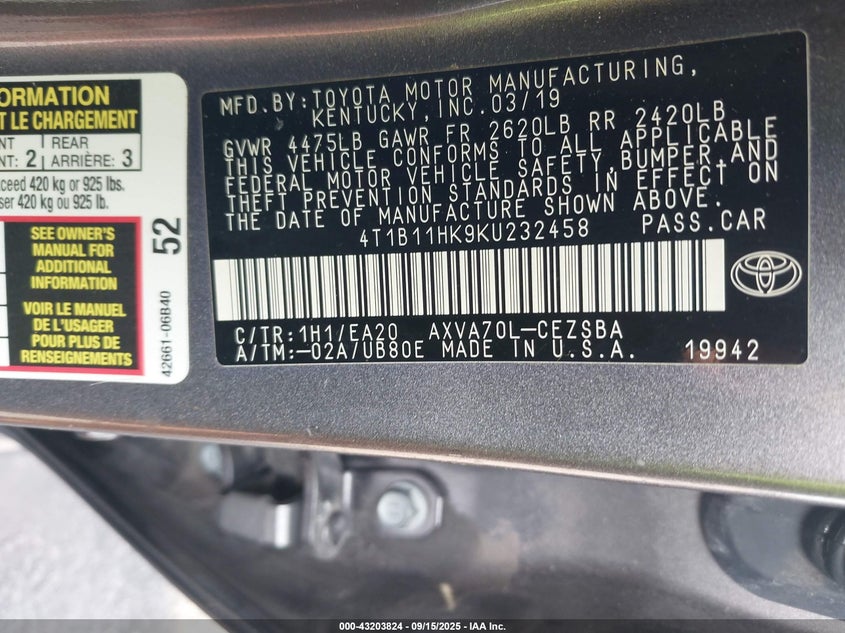 ORMATION
T LE CHARGEMENT
NT REAR
NT: 2 ARRIÈRE: 3
ceed 420 kg or 925 lbs.
ser 420 kg ou 925 lb.
SEE OWNER'S
MANUAL FOR
ADDITIONAL
INFORMATION
VOIR LE MANUEL
DE L'USAGER
POUR PLUS DE
RENSEIGNEMENTS
52
42661-06B40
MFD.BY:TOYOTA MOTOR MANUFACTURING,
KENTUCKY,INC.03/19
GVWR 4475LB GAWR FR 2620LB RR 2420LB
THIS VEHICLE CONFORMS TO ALL APPLICABLE
FEDERAL MOTOR VEHICLE SAFETY,BUMPER,AND
THEFT PREVENTION STANDARDS IN EFFECT ON
THE DATE OF MANUFACTURE SHOWN ABOVE.
4T1B11HK9KU232458 PASS.CAR
C/TR:1H1/EA20 AXVA70L-CEZSBA
A/TM:-02A/UB80E MADE IN U.S.A. 19942
000-43203824 - 09/15/2025 - IAA Inc.